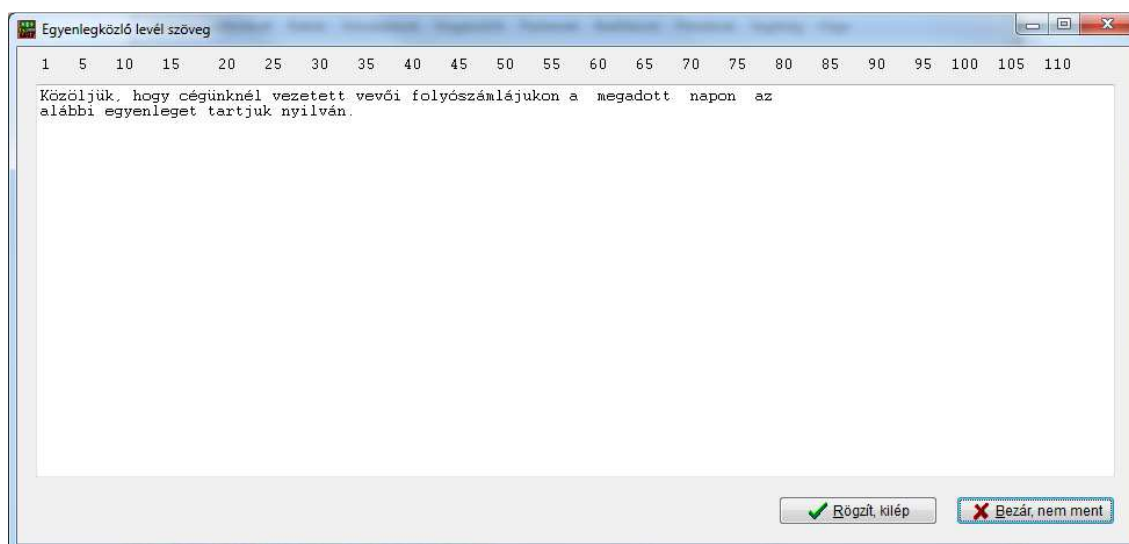 Egyenlegközlő levél szöveg
1 5 10 15 20 25 30 35 40 45 50 55 60 65 70 75 80 85 90 95 100 105 110
Közöljük, hogy cégünknél vezetett vevői folyószámlájukon a  megadott  napon  az
alábbi egyenleget tartjuk nyilván.
Rögzít, kilép
Bezár, nem ment